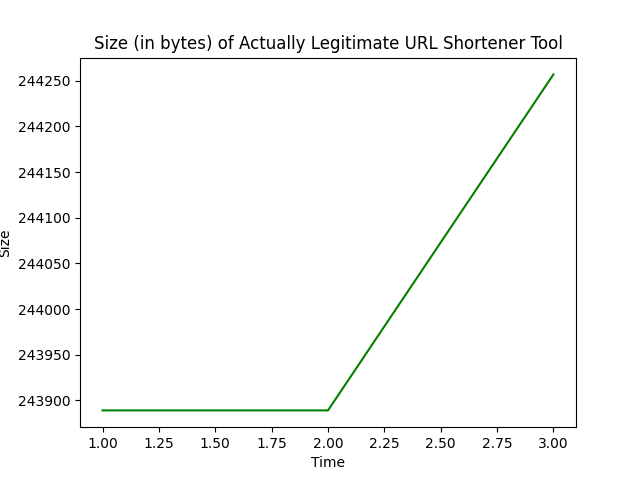 Size (in bytes) of Actually Legitimate URL Shortener Tool
244250
244200
244150
244100
244050
244000
243950
243900
Size
1.00 1.25 1.50 1.75 2.00 2.25 2.50 2.75 3.00
Time